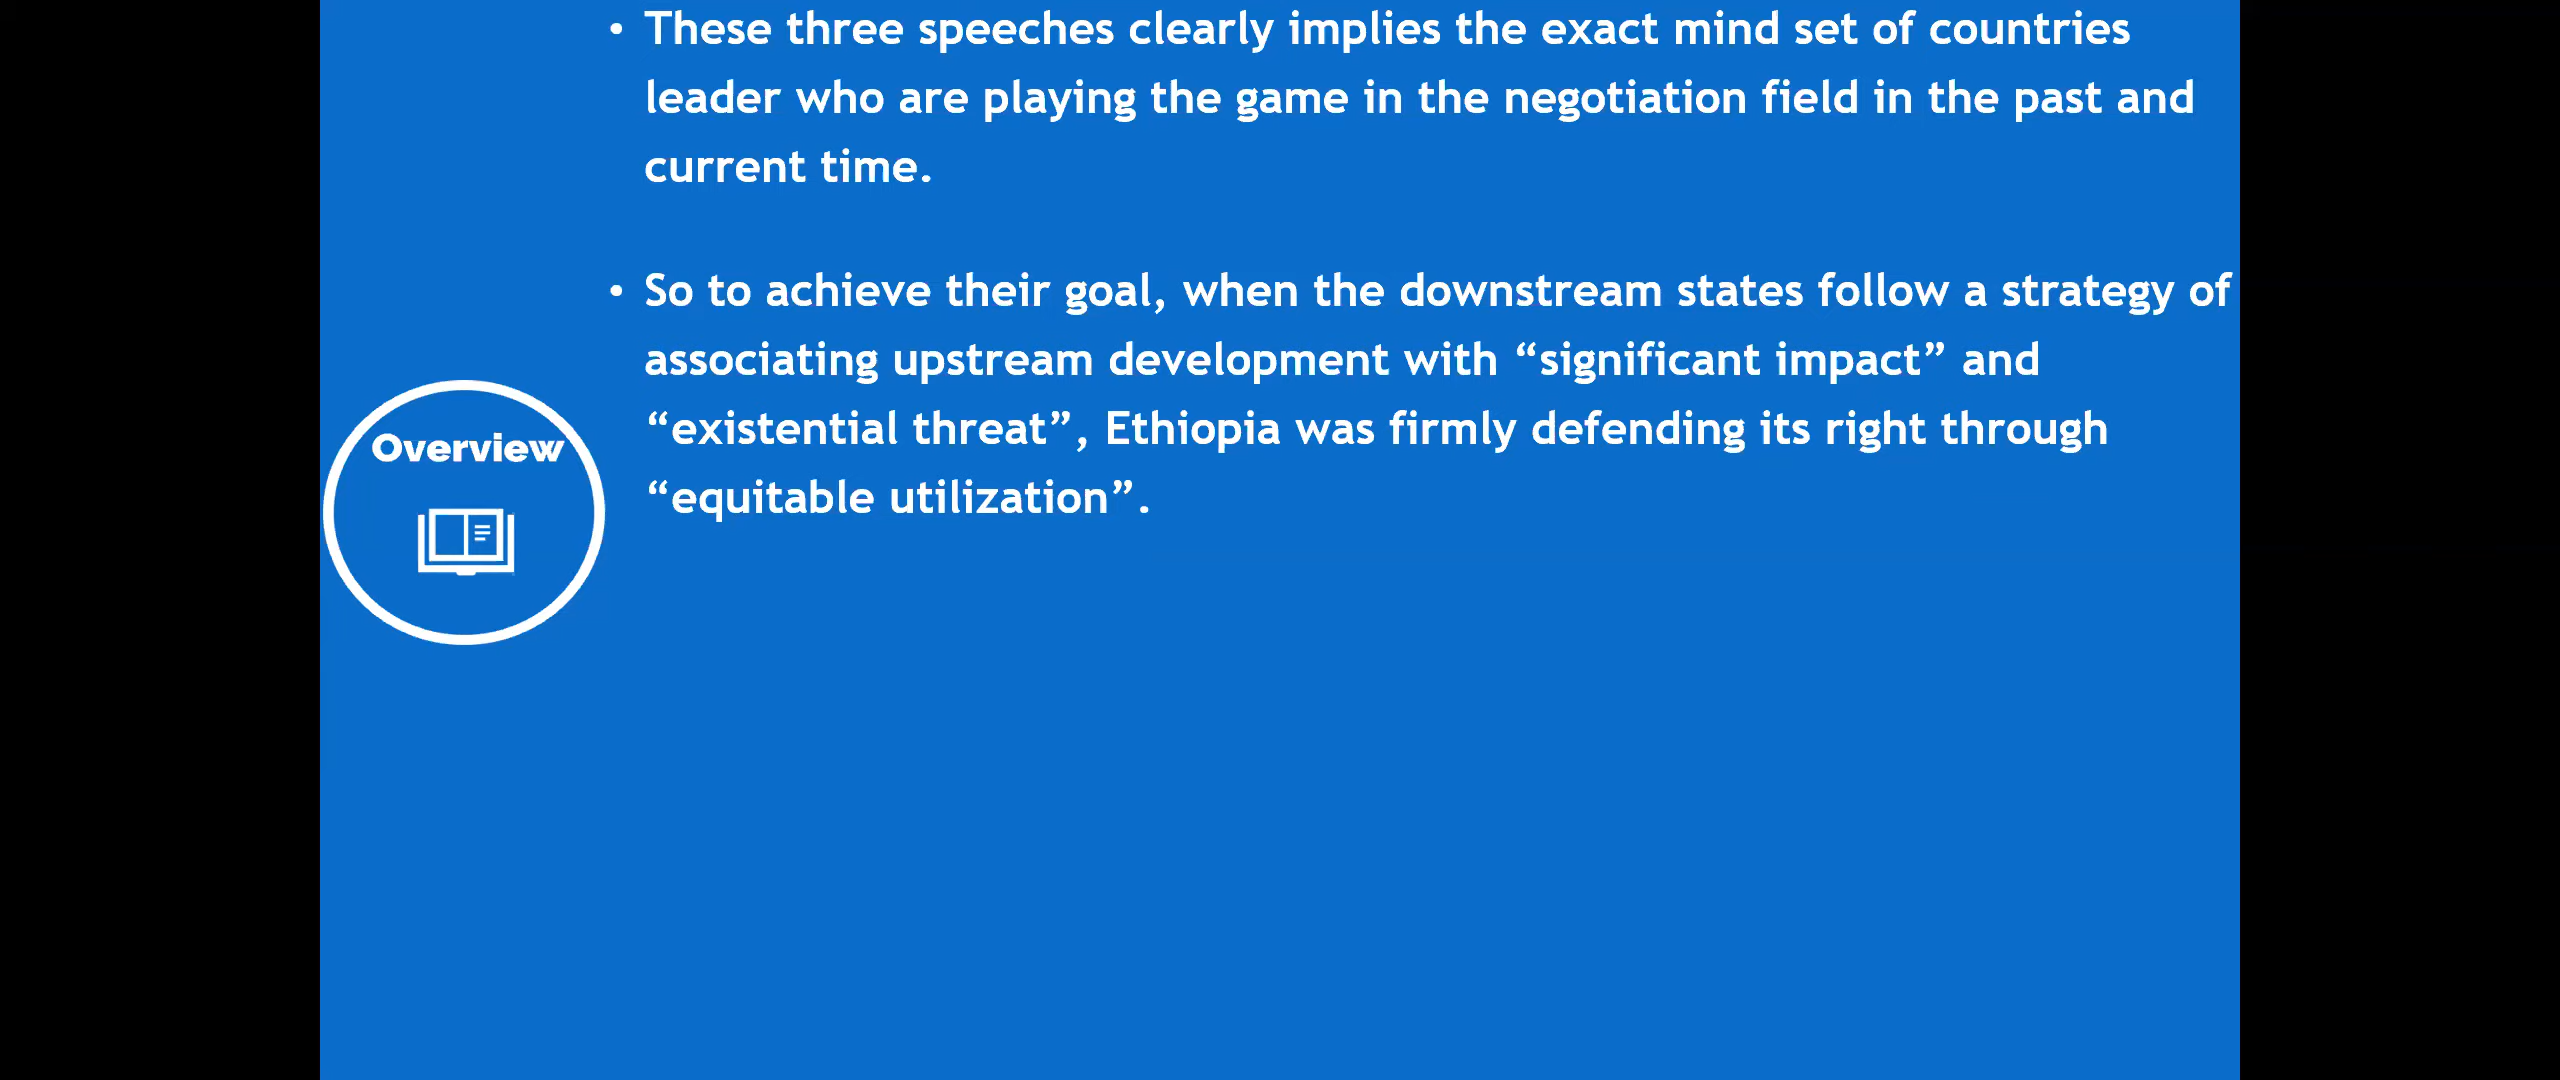 • These three speeches clearly implies the exact mind set of countries
leader who are playing the game in the negotiation field in the past and
current time.
• So to achieve their goal, when the downstream states follow a strategy of
associating upstream development with “significant impact” and
“existential threat”, Ethiopia was firmly defending its right through
“equitable utilization”.
Overview